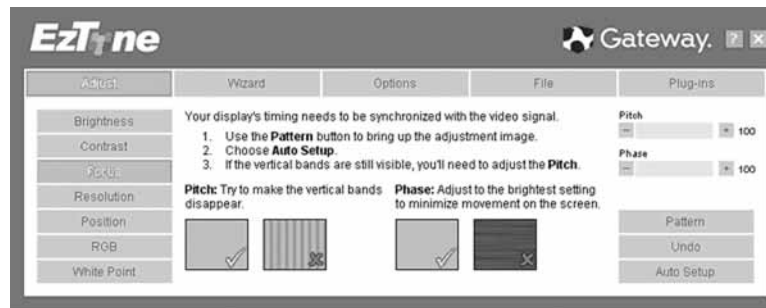 EzTune
Gateway.
? ×
Adjust Wizard Options File Plug-ins
Brightness
Contrast
Focus
Resolution
Position
RGB
White Point
Your display's timing needs to be synchronized with the video signal.
1. Use the Pattern button to bring up the adjustment image.
2. Choose Auto Setup.
3. If the vertical bands are still visible, you'll need to adjust the Pitch.
Pitch: Try to make the vertical bands
disappear.
Phase: Adjust to the brightest setting
to minimize movement on the screen.
Pitch
- + 100
Phase
- + 100
Pattern
Undo
Auto Setup